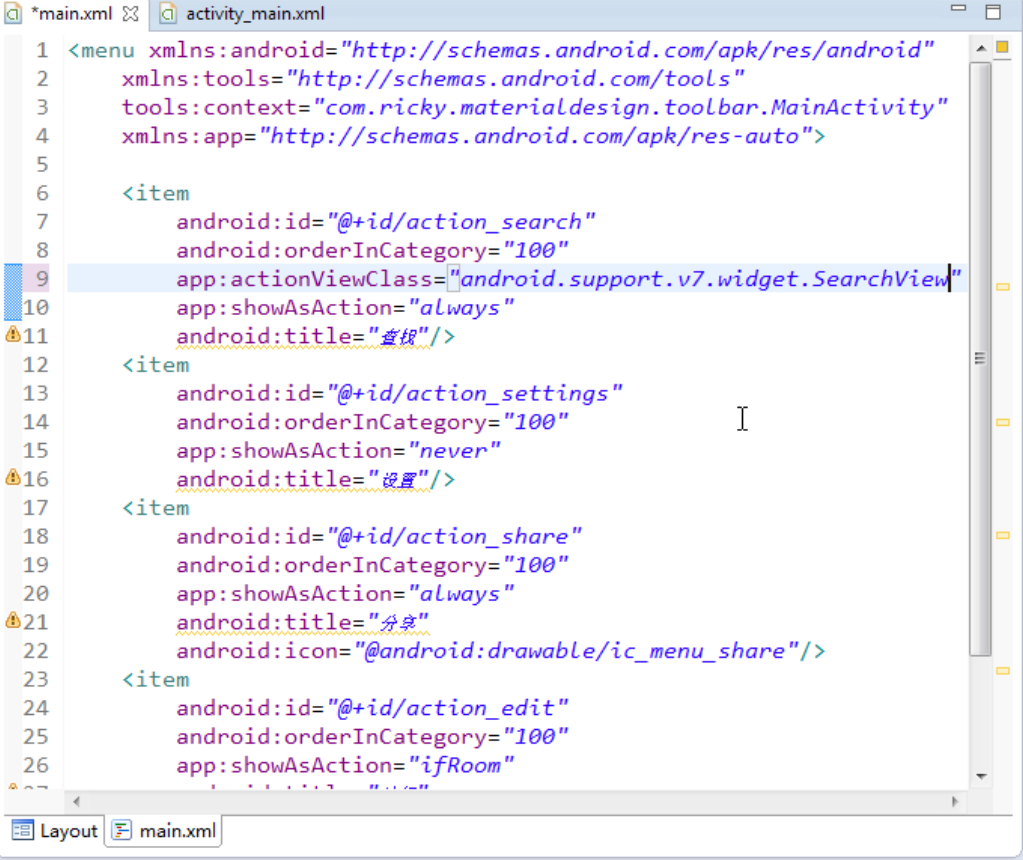 *main.xml activity_main.xml
1 <menu xmlns:android="http://schemas.android.com/apk/res/android"
2 xmlns:tools="http://schemas.android.com/tools"
3 tools:context="com.ricky.materialdesign.toolbar.MainActivity"
4 xmlns:app="http://schemas.android.com/apk/res-auto">
5
6 <item
7 android:id="@+id/action_search"
8 android:orderInCategory="100"
9 app:actionViewClass="android.support.v7.widget.SearchView"
10 app:showAsAction="always"
11 android:title="查找"/>
12 <item
13 android:id="@+id/action_settings"
14 android:orderInCategory="100"
15 app:showAsAction="never"
16 android:title="设置"/>
17 <item
18 android:id="@+id/action_share"
19 android:orderInCategory="100"
20 app:showAsAction="always"
21 android:title="分享"
22 android:icon="@android:drawable/ic_menu_share"/>
23 <item
24 android:id="@+id/action_edit"
25 android:orderInCategory="100"
26 app:showAsAction="ifRoom"
Layout main.xml